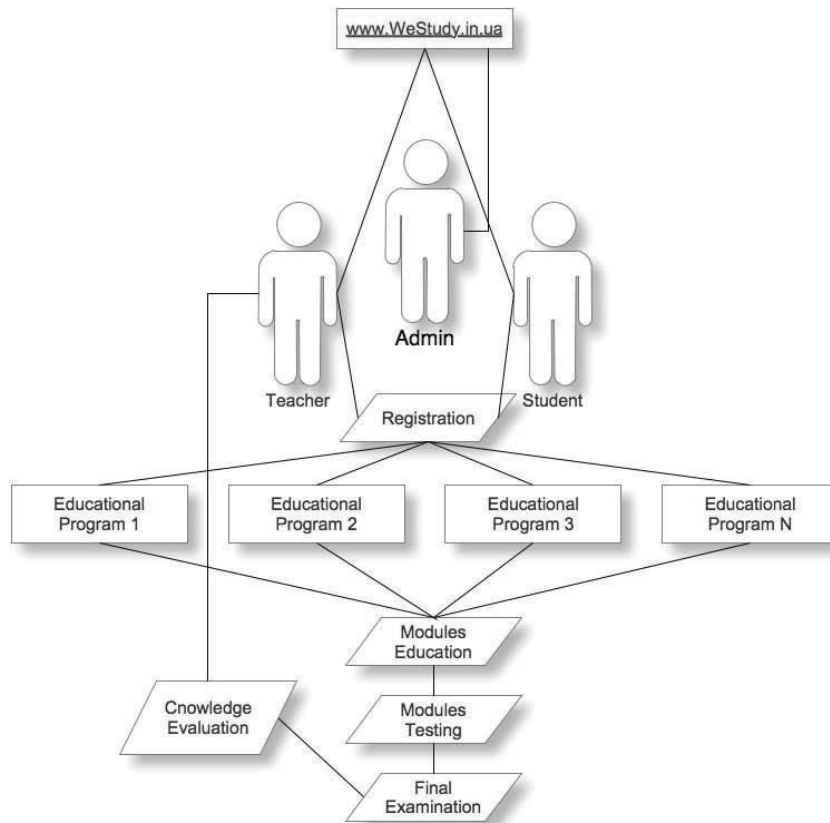 www.WeStudy.in.ua
Admin
Teacher
Student
Registration
Educational
Program 1
Educational
Program 2
Educational
Program 3
Educational
Program N
Modules
Education
Cnowledge
Evaluation
Modules
Testing
Final
Examination